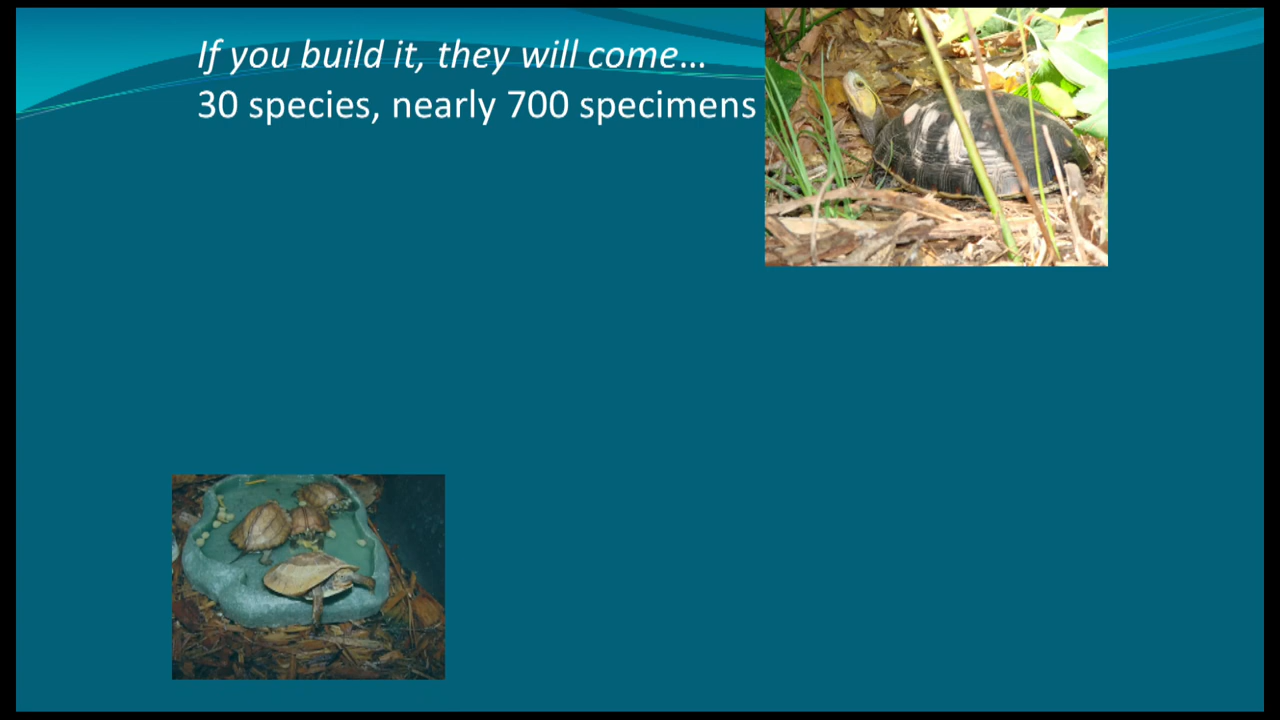 If you build it, they will come…
30 species, nearly 700 specimens